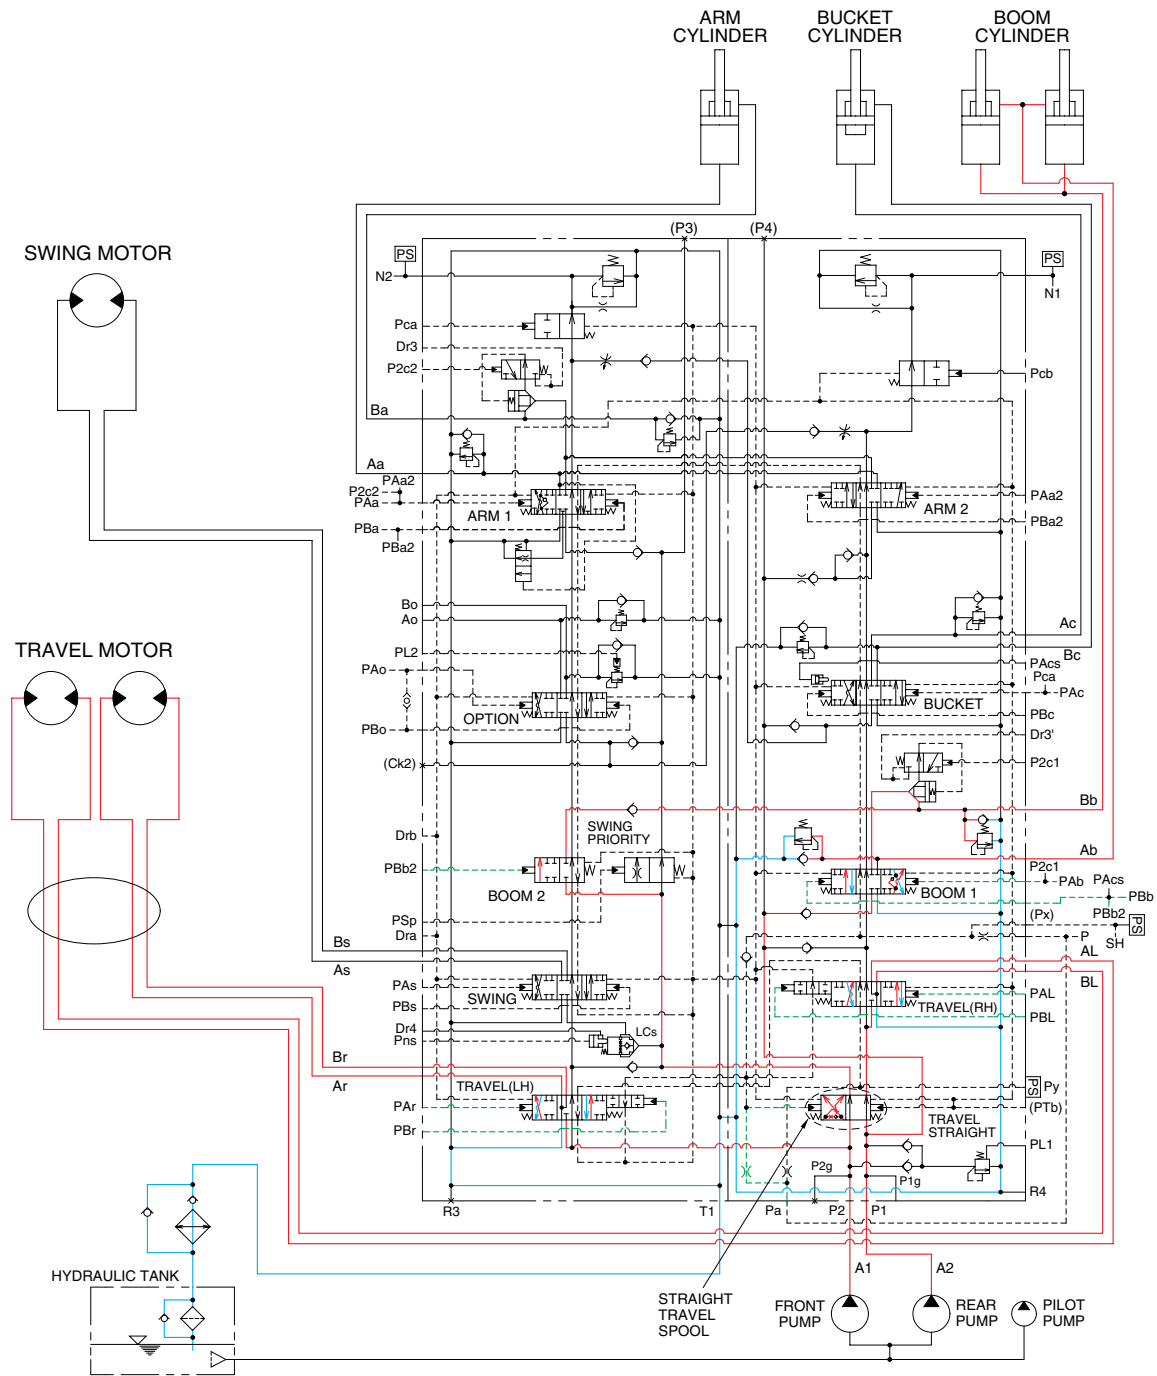 ARM
CYLINDER
BUCKET
CYLINDER
BOOM
CYLINDER
SWING MOTOR
(P3)
(P4)
PS
PS
N2
N1
Pca
Dr3
P2c2
Pcb
Ba
Aa
PAa2
P2c2
PAa
ARM 1
PAa2
PBa
PBa2
ARM 2
PBa2
Bo
Ao
Ac
TRAVEL MOTOR
PL2
Bc
PAo
PAcs
Pca
PAc
OPTION
BUCKET
PBo
PBc
Dr3'
(Ck2)
P2c1
Bb
SWING
PRIORITY
Drb
Ab
PBb2
P2c1
BOOM 2
BOOM 1
PAb
PAcs
PBb
PSp
(Px)
PBb2
PS
Dra
P
SH
Bs
AL
As
BL
PAs
SWING
PAL
PBs
TRAVEL(RH)
PBL
Dr4
LCs
Pns
Br
Ar
TRAVEL(LH)
PS
Py
PAr
(PTb)
PBr
TRAVEL
STRAIGHT
PL1
P2g
P1g
R3
T1
Pa
P2
P1
R4
HYDRAULIC TANK
A1
A2
STRAIGHT
TRAVEL
SPOOL
FRONT
PUMP
REAR
PUMP
PILOT
PUMP